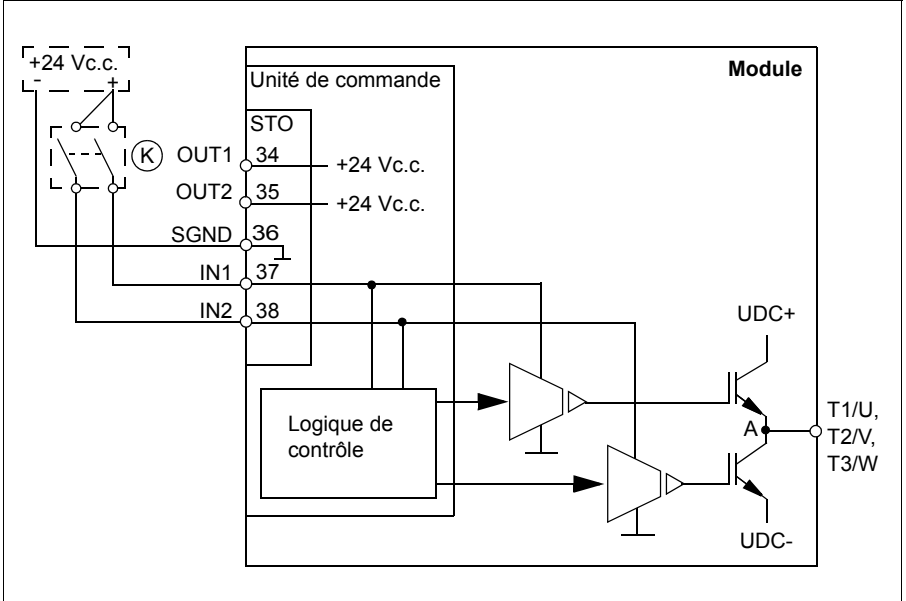 +24 Vc.c.
- +
K
Module
Unité de commande
STO
OUT1 34 +24 Vc.c.
OUT2 35 +24 Vc.c.
SGND 36
IN1 37
IN2 38
UDC+
Logique de
contrôle
A
T1/U,
T2/V,
T3/W
UDC-